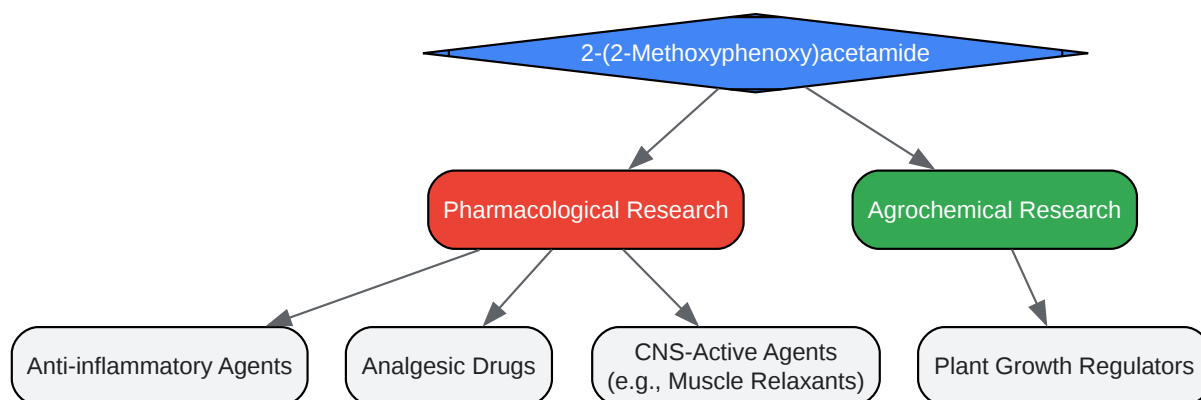 2-(2-Methoxyphenoxy)acetamide
Pharmacological Research
Agrochemical Research
Anti-inflammatory Agents
Analgesic Drugs
CNS-Active Agents
(e.g., Muscle Relaxants)
Plant Growth Regulators